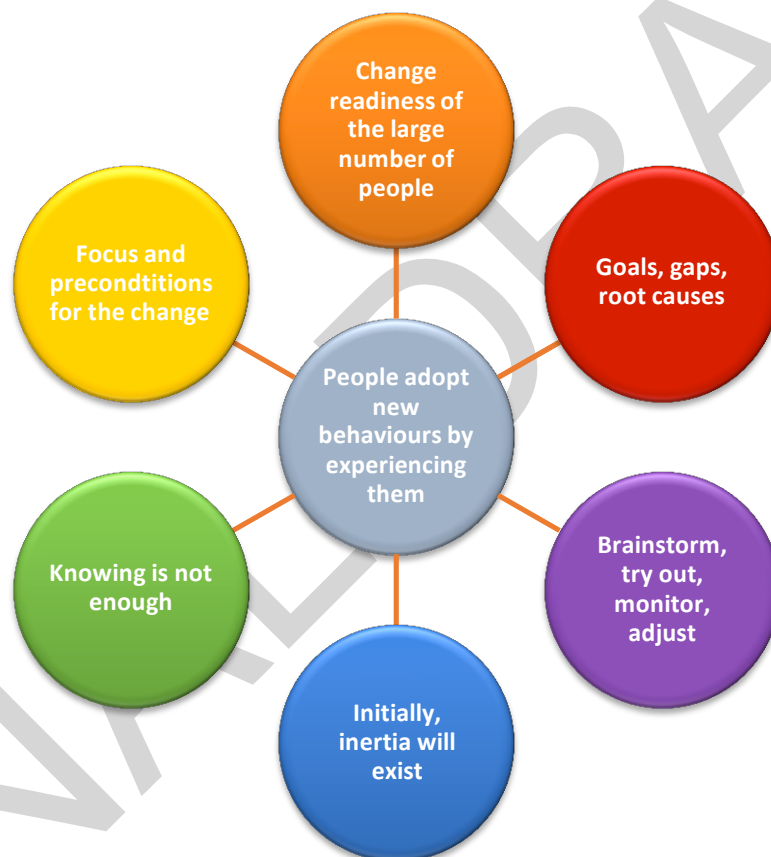 Change
readiness of
the large
number of
people
Focus and
precondtitions
for the change
Goals, gaps,
root causes
People adopt
new
behaviours by
experiencing
them
Knowing is not
enough
Brainstorm,
try out,
monitor,
adjust
Initially,
inertia will
exist